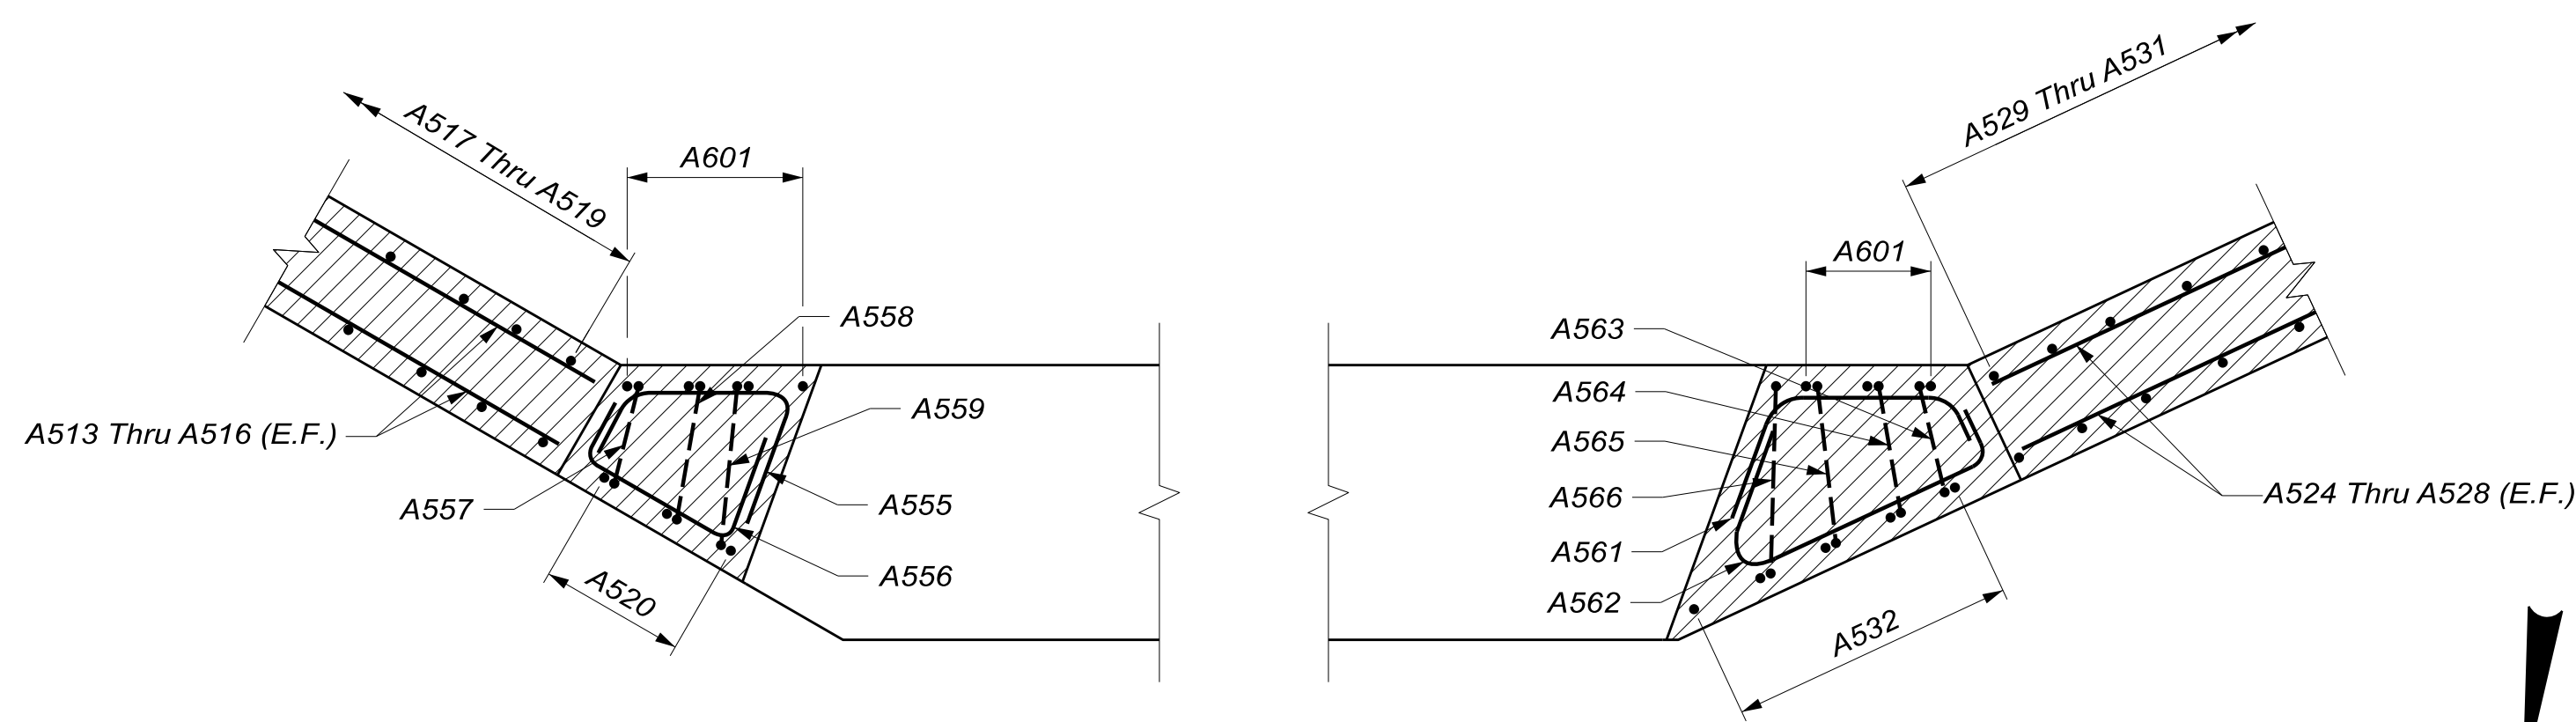 A517 Thru A519
A601
A558
A559
A513 Thru A516 (E.F.)
A557
A555
A556
A520
A529 Thru A531
A601
A563
A564
A565
A566
A561
A562
A524 Thru A528 (E.F.)
A532